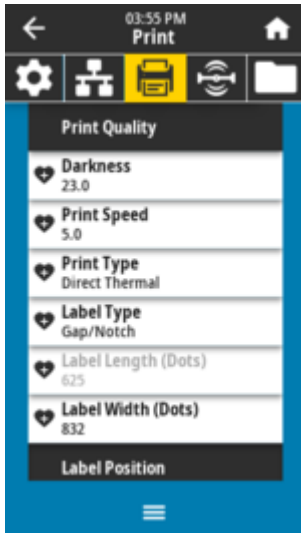 03:55 PM
Print
Print Quality
Darkness
23.0
Print Speed
5.0
Print Type
Direct Thermal
Label Type
Gap/Notch
Label Length (Dots)
625
Label Width (Dots)
832
Label Position